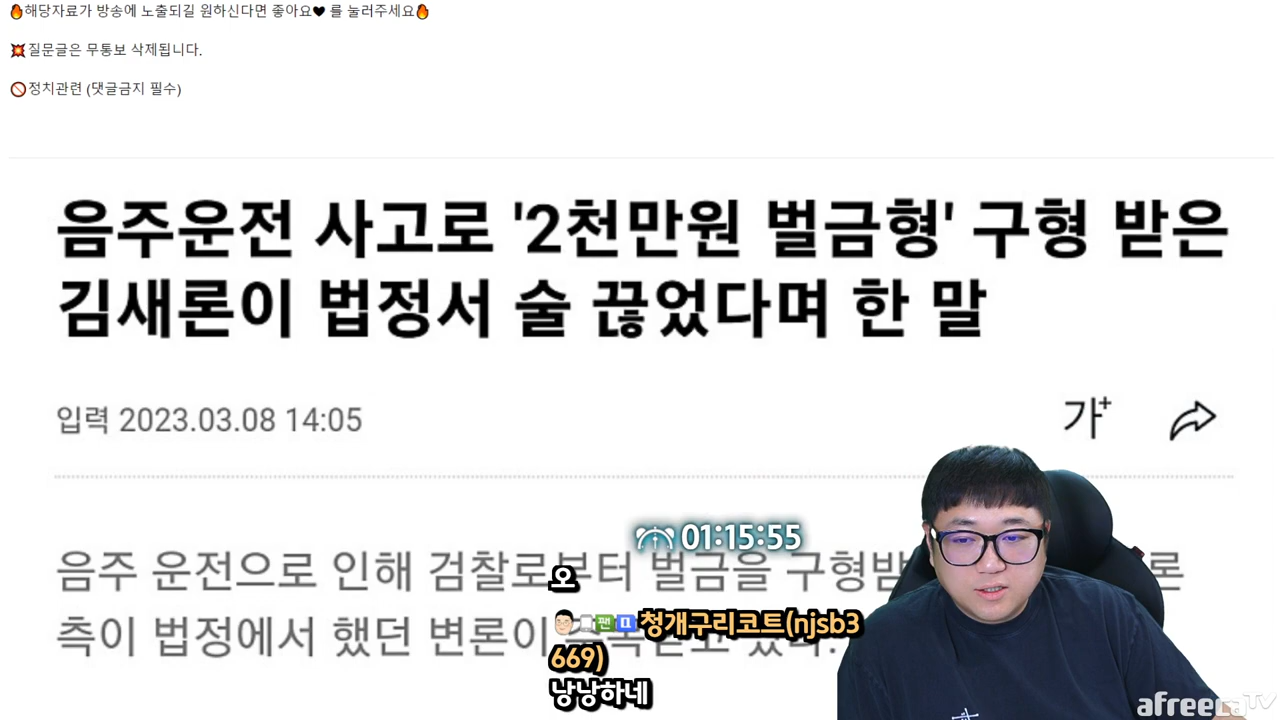 🔥해당자료가 방송에 노출되길 원하신다면 좋아요🖤 를 눌러주세요🔥
💥질문글은 무통보 삭제됩니다.
🚫정치관련 (댓글금지 필수)
음주운전 사고로 '2천만원 벌금형' 구형 받은
김새론이 법정서 술 끊었다며 한 말
입력 2023.03.08 14:05
가+
음주 운전으로 인해 검찰로부터 벌금을 구형받 론
측이 법정에서 했던 변론이 있다.
01:15:55
오
팬 청개구리코트(njsb3
669)
낭낭하네
afreecaTV